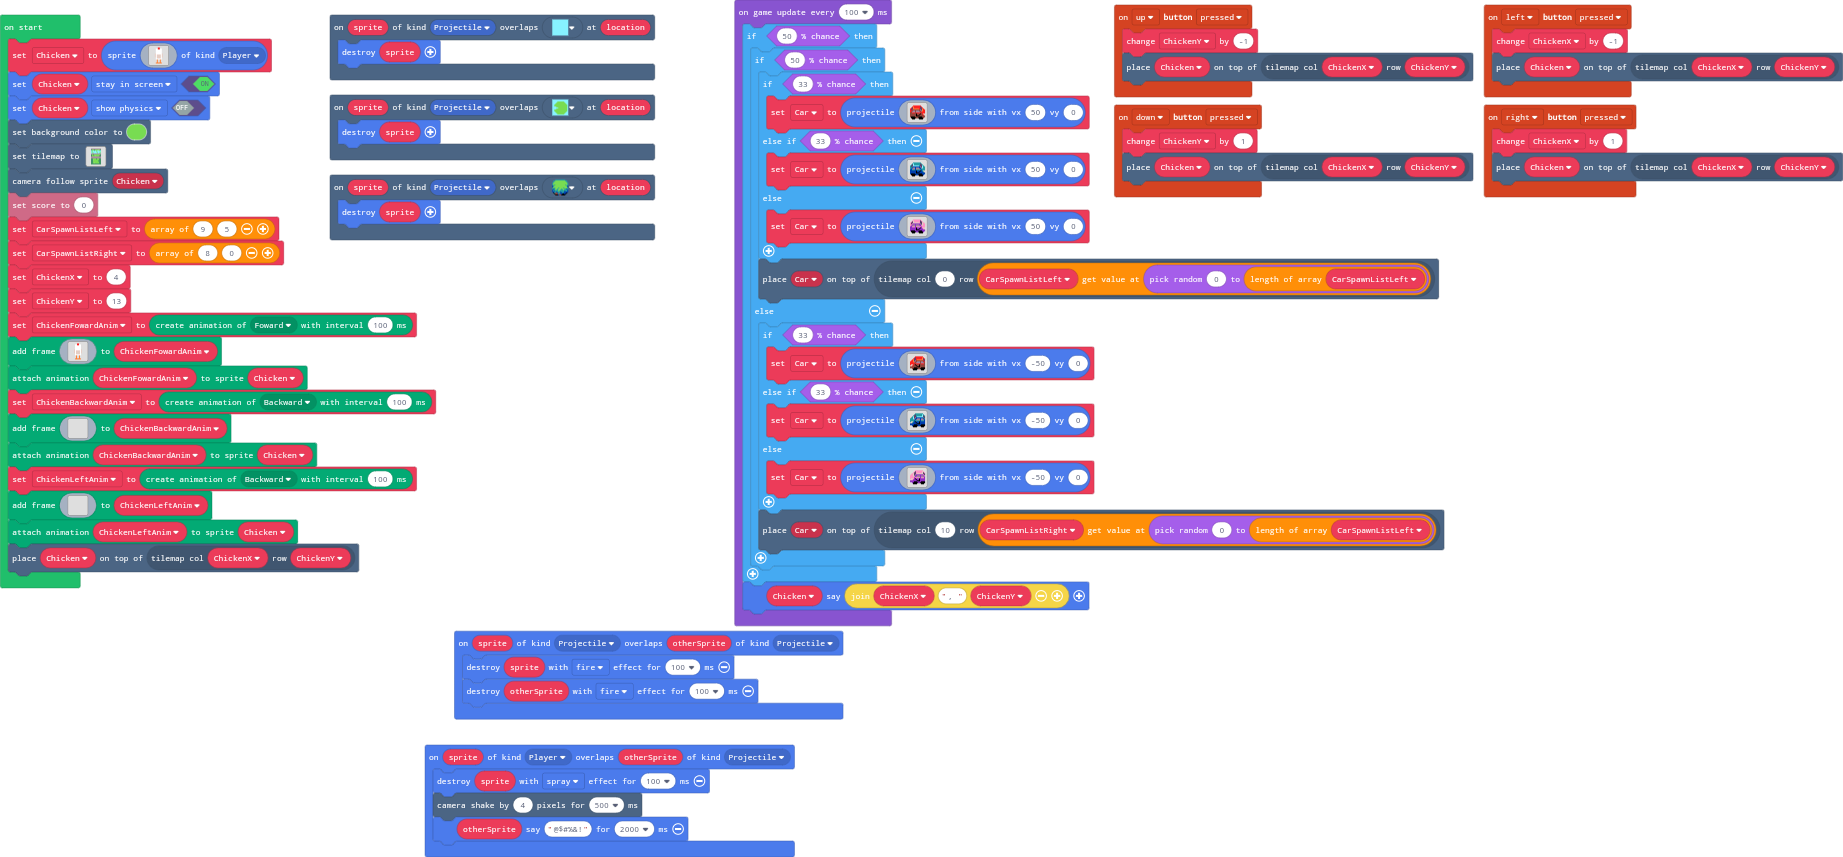 on start
set Chicken to sprite of kind Player
set Chicken stay in screen ON
set Chicken show physics OFF
set background color to
set tilemap to
camera follow sprite Chicken
set score to 0
set CarSpawnListLeft to array of 9 5
set CarSpawnListRight to array of 8 0
set ChickenX to 4
set ChickenY to 13
set ChickenFowardAnim to create animation of Foward with interval 100 ms
add frame to ChickenFowardAnim
attach animation ChickenFowardAnim to sprite Chicken
set ChickenBackwardAnim to create animation of Backward with interval 100 ms
add frame to ChickenBackwardAnim
attach animation ChickenBackwardAnim to sprite Chicken
set ChickenLeftAnim to create animation of Backward with interval 100 ms
add frame to ChickenLeftAnim
attach animation ChickenLeftAnim to sprite Chicken
place Chicken on top of tilemap col ChickenX row ChickenY
on sprite of kind Projectile overlaps at location
destroy sprite
on sprite of kind Projectile overlaps at location
destroy sprite
on sprite of kind Projectile overlaps at location
destroy sprite
on game update every 100 ms
if 50 % chance then
if 50 % chance then
if 33 % chance then
set Car to projectile from side with vx 50 vy 0
else if 33 % chance then
set Car to projectile from side with vx 50 vy 0
else
set Car to projectile from side with vx 50 vy 0
place Car on top of tilemap col 0 row CarSpawnListLeft get value at pick random 0 to length of array CarSpawnListLeft
else
if 33 % chance then
set Car to projectile from side with vx -50 vy 0
else if 33 % chance then
set Car to projectile from side with vx -50 vy 0
else
set Car to projectile from side with vx -50 vy 0
place Car on top of tilemap col 10 row CarSpawnListRight get value at pick random 0 to length of array CarSpawnListLeft
Chicken say join ChickenX ", " ChickenY
on sprite of kind Projectile overlaps otherSprite of kind Projectile
destroy sprite with fire effect for 100 ms
destroy otherSprite with fire effect for 100 ms
on sprite of kind Player overlaps otherSprite of kind Projectile
destroy sprite with spray effect for 100 ms
camera shake by 4 pixels for 500 ms
otherSprite say "@$#%&!" for 2000 ms
on up button pressed
change ChickenY by -1
place Chicken on top of tilemap col ChickenX row ChickenY
on down button pressed
change ChickenY by 1
place Chicken on top of tilemap col ChickenX row ChickenY
on left button pressed
change ChickenX by -1
place Chicken on top of tilemap col ChickenX row ChickenY
on right button pressed
change ChickenX by 1
place Chicken on top of tilemap col ChickenX row ChickenY